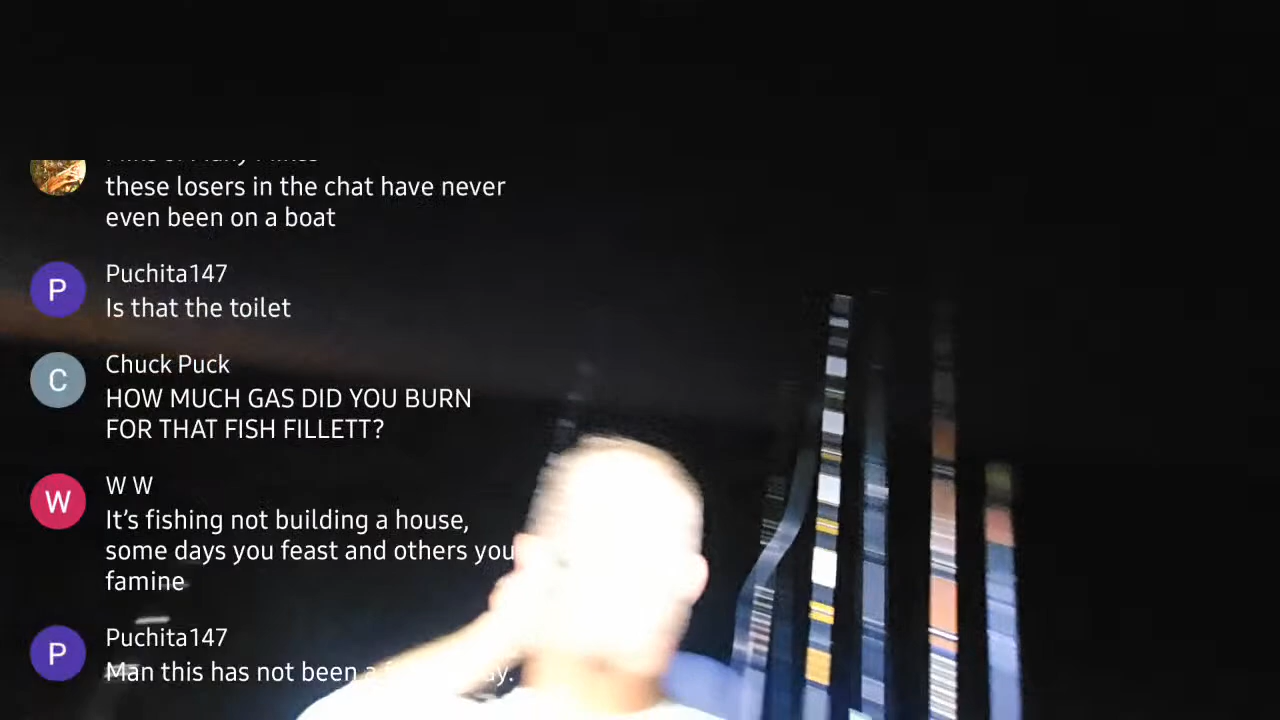 these losers in the chat have never
even been on a boat
P
Puchita147
Is that the toilet
C
Chuck Puck
HOW MUCH GAS DID YOU BURN
FOR THAT FISH FILLETT?
W
W W
It’s fishing not building a house,
some days you feast and others you
famine
P
Puchita147
Man this has not been a